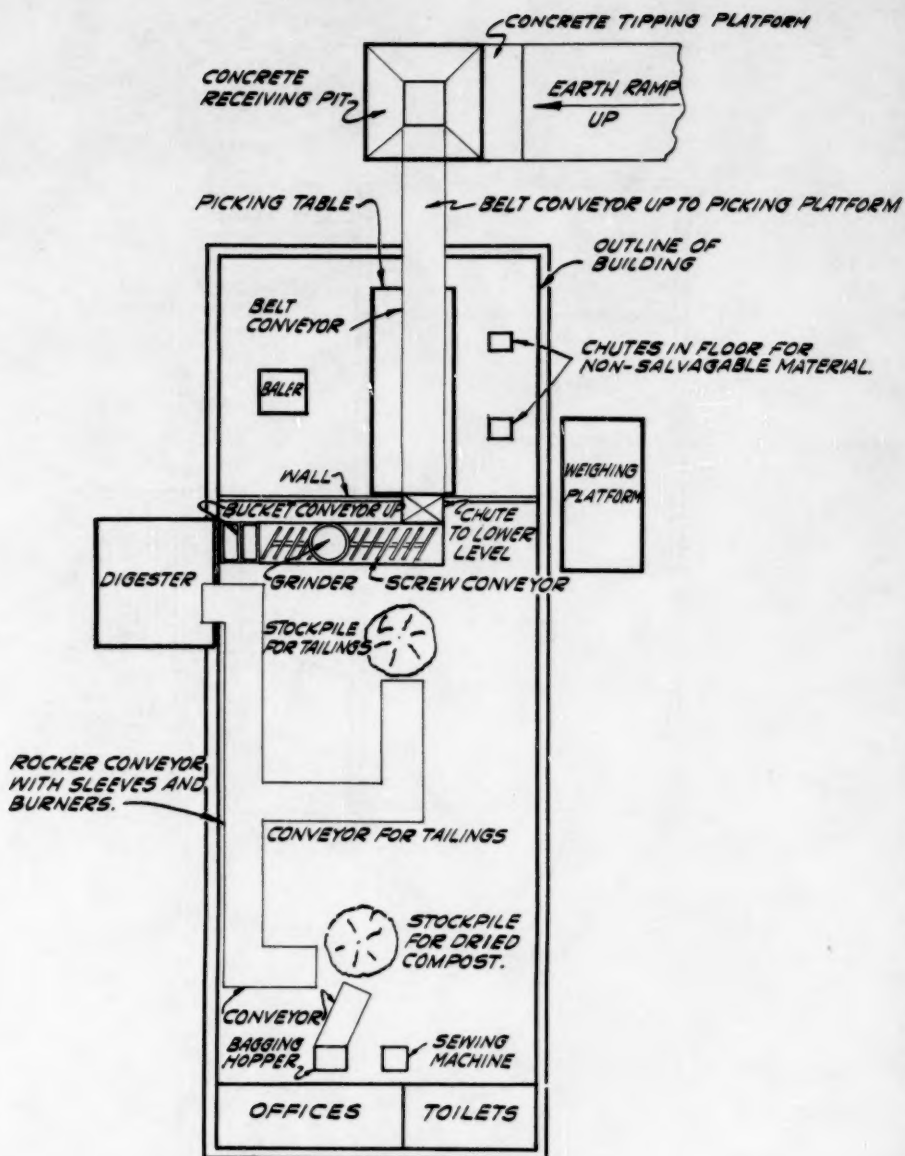 CONCRETE TIPPING PLATFORM
CONCRETE
RECEIVING PIT
EARTH RAMP
UP
PICKING TABLE
BELT CONVEYOR UP TO PICKING PLATFORM
OUTLINE OF
BUILDING
BELT
CONVEYOR
CHUTES IN FLOOR FOR
NON-SALVAGABLE MATERIAL.
BALER
WEIGHING
PLATFORM
WALL
BUCKET CONVEYOR UP
CHUTE
TO LOWER
LEVEL
DIGESTER
GRINDER
SCREW CONVEYOR
STOCKPILE
FOR TAILINGS
ROCKER CONVEYOR
WITH SLEEVES AND
BURNERS.
CONVEYOR FOR TAILINGS
STOCKPILE
FOR DRIED
COMPOST.
CONVEYOR
BAGGING
HOPPER
SEWING
MACHINE
OFFICES
TOILETS